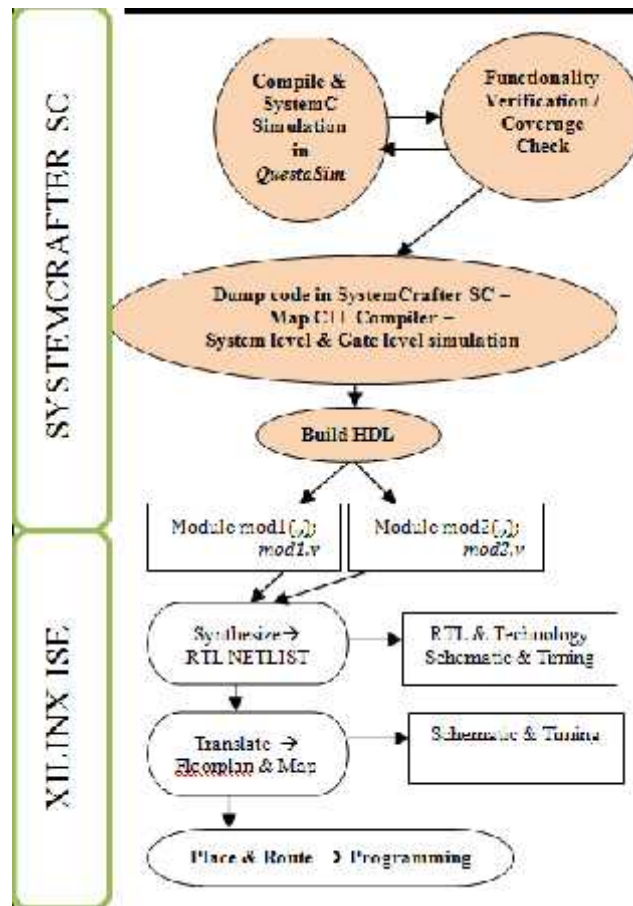 SYSTEMCRAFTER SC
Compile &
SystemC
Simulation
in
QuestaSim
Functionality
Verification /
Coverage
Check
Dump code in SystemCrafter SC –
Map C++ Compiler –
System level & Gate level simulation
Build HDL
Module mod1(,);
mod1.v
Module mod2(,);
mod2.v
XILINX ISE
Synthesize→
RTL NETLIST
RTL & Technology
Schematic & Timing
Translate →
Floorplan & Map
Schematic & Timing
Place & Route → Programming